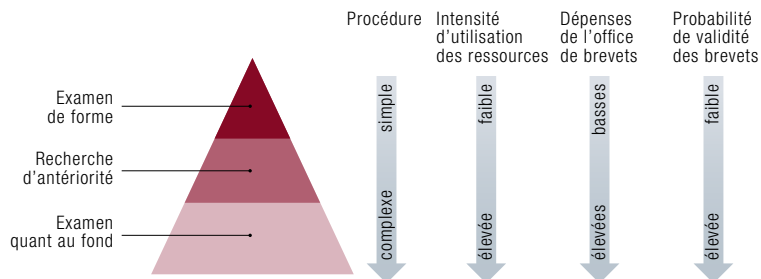 Procédure
Intensité
d’utilisation
des ressources
Dépenses
de l’office
de brevets
Probabilité
de validité
des brevets
Examen
de forme
Recherche
d’antériorité
Examen
quant au fond
simple
complexe
faible
élevée
basses
élevées
faible
élevée